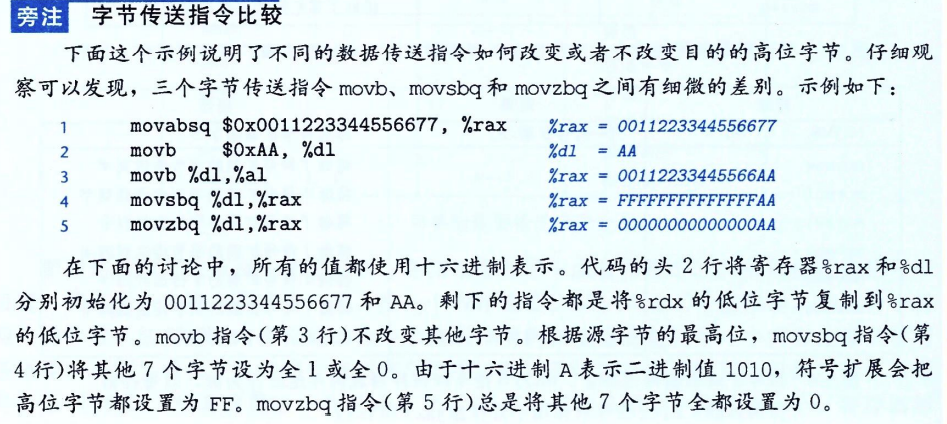 旁注 字节传送指令比较
下面这个示例说明了不同的数据传送指令如何改变或者不改变目的的高位字节。仔细观
察可以发现，三个字节传送指令 movb、movsbq 和 movzbq 之间有细微的差别。示例如下：
1 movabsq $0x0011223344556677, %rax %rax = 0011223344556677
2 movb $0xAA, %dl %dl = AA
3 movb %dl,%al %rax = 00112233445566AA
4 movsbq %dl,%rax %rax = FFFFFFFFFFFFFFAA
5 movzbq %dl,%rax %rax = 00000000000000AA
在下面的讨论中，所有的值都使用十六进制表示。代码的头 2 行将寄存器%rax 和%dl
分别初始化为 0011223344556677 和 AA。剩下的指令都是将%rdx 的低位字节复制到%rax
的低位字节。movb 指令(第 3 行)不改变其他字节。根据源字节的最高位，movsbq 指令(第
4 行)将其他 7 个字节设为全 1 或全 0。由于十六进制 A 表示二进制值 1010，符号扩展会把
高位字节都设置为 FF。movzbq 指令(第 5 行)总是将其他 7 个字节全都设置为 0。